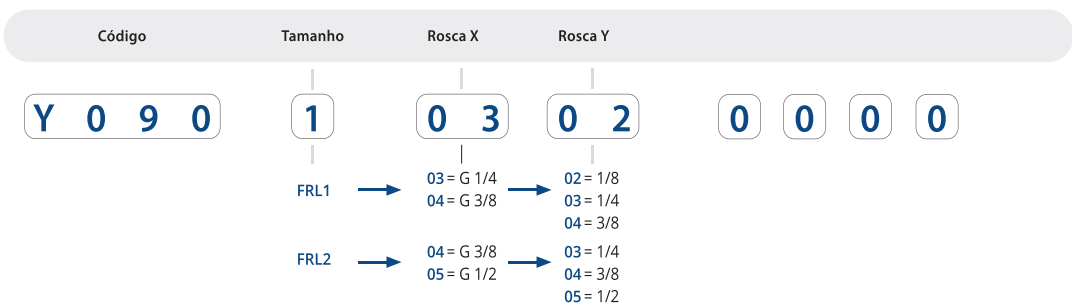 Código Tamanho Rosca X Rosca Y
Y 0 9 0 1 0 3 0 2 0 0 0 0
FRL1 03 = G 1/4 02 = 1/8
04 = G 3/8 03 = 1/4
04 = 3/8
FRL2 04 = G 3/8 03 = 1/4
05 = G 1/2 04 = 3/8
05 = 1/2